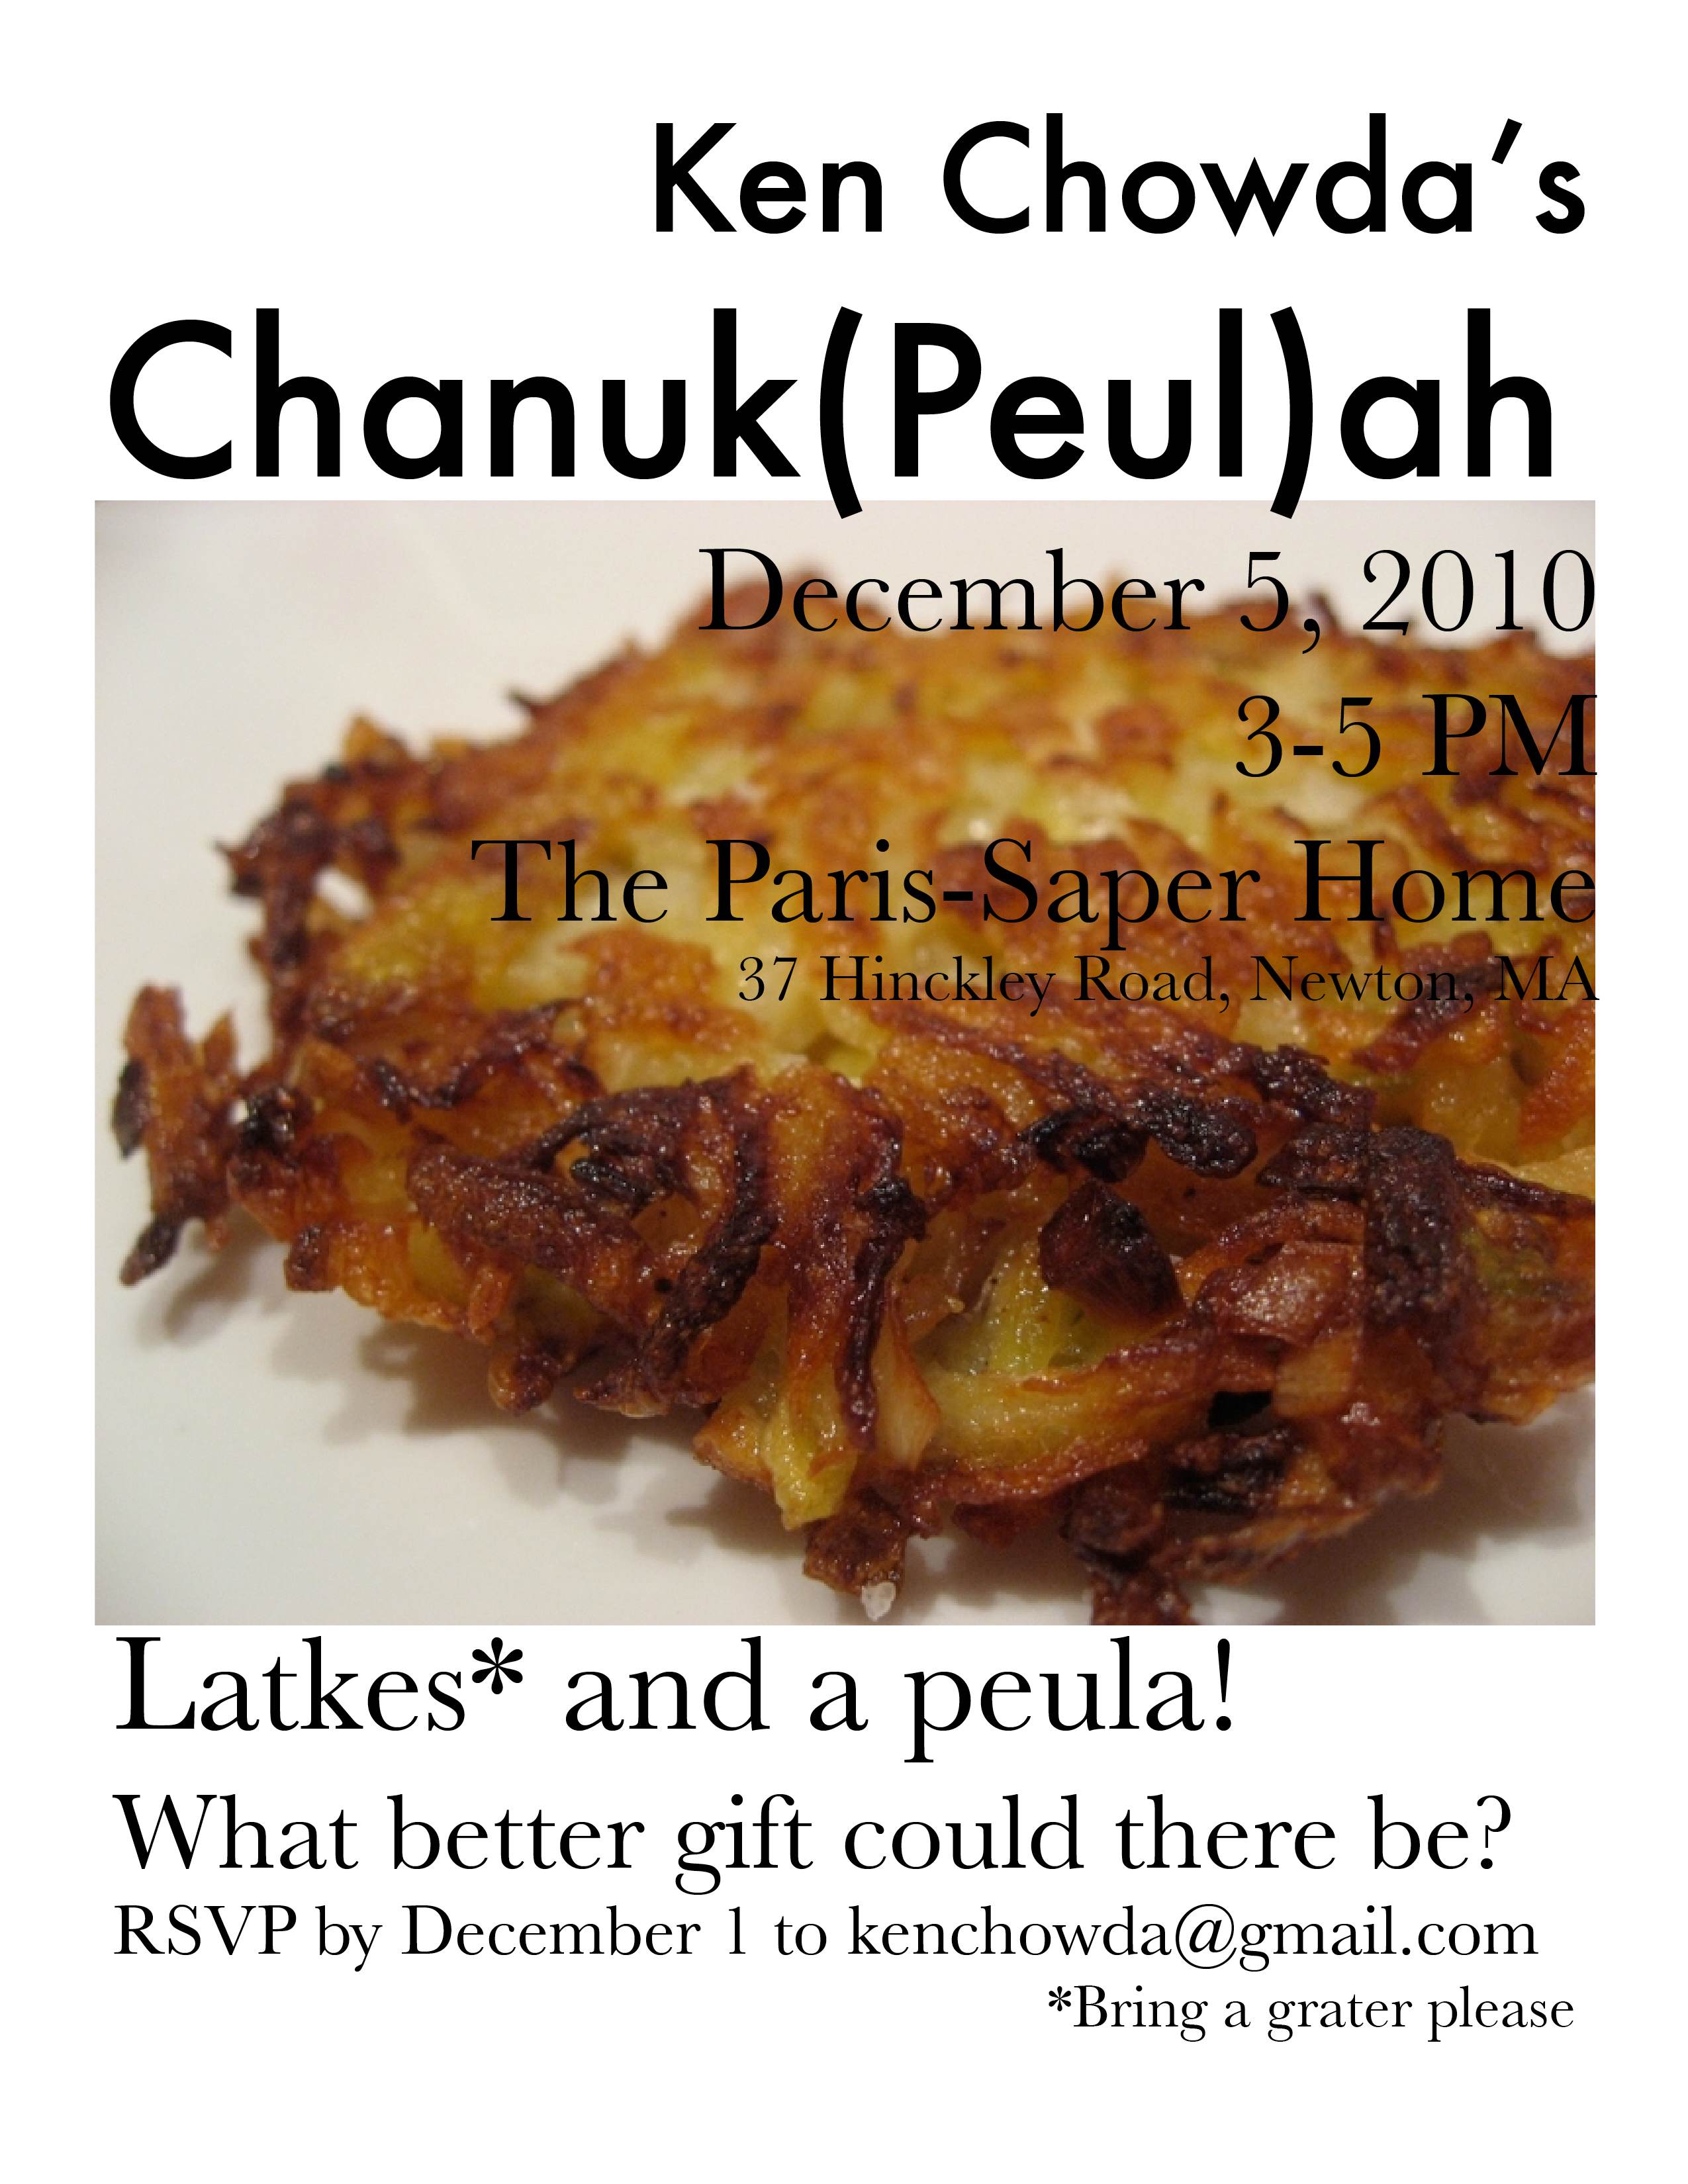 Ken Chowda’s
Chanuk(Peul)ah
December 5, 2010
3-5 PM
The Paris-Saper Home
37 Hinckley Road, Newton, MA
Latkes* and a peula!
What better gift could there be?
RSVP by December 1 to kenchowda@gmail.com
*Bring a grater please